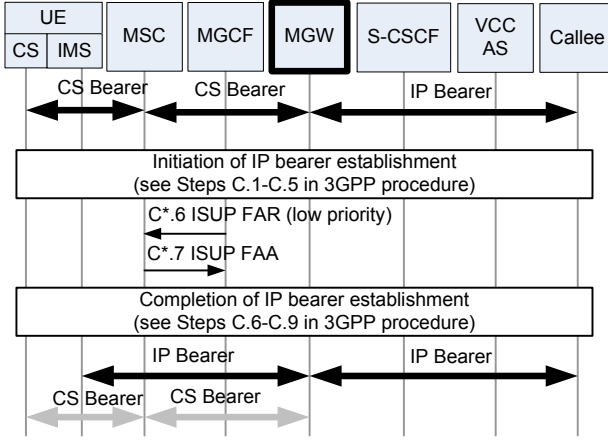 UE
CS IMS
MSC
MGCF
MGW
S-CSCF
VCC
AS
Callee
CS Bearer
CS Bearer
IP Bearer
Initiation of IP bearer establishment
(see Steps C.1-C.5 in 3GPP procedure)
C*.6 ISUP FAR (low priority)
C*.7 ISUP FAA
Completion of IP bearer establishment
(see Steps C.6-C.9 in 3GPP procedure)
IP Bearer
IP Bearer
CS Bearer
CS Bearer